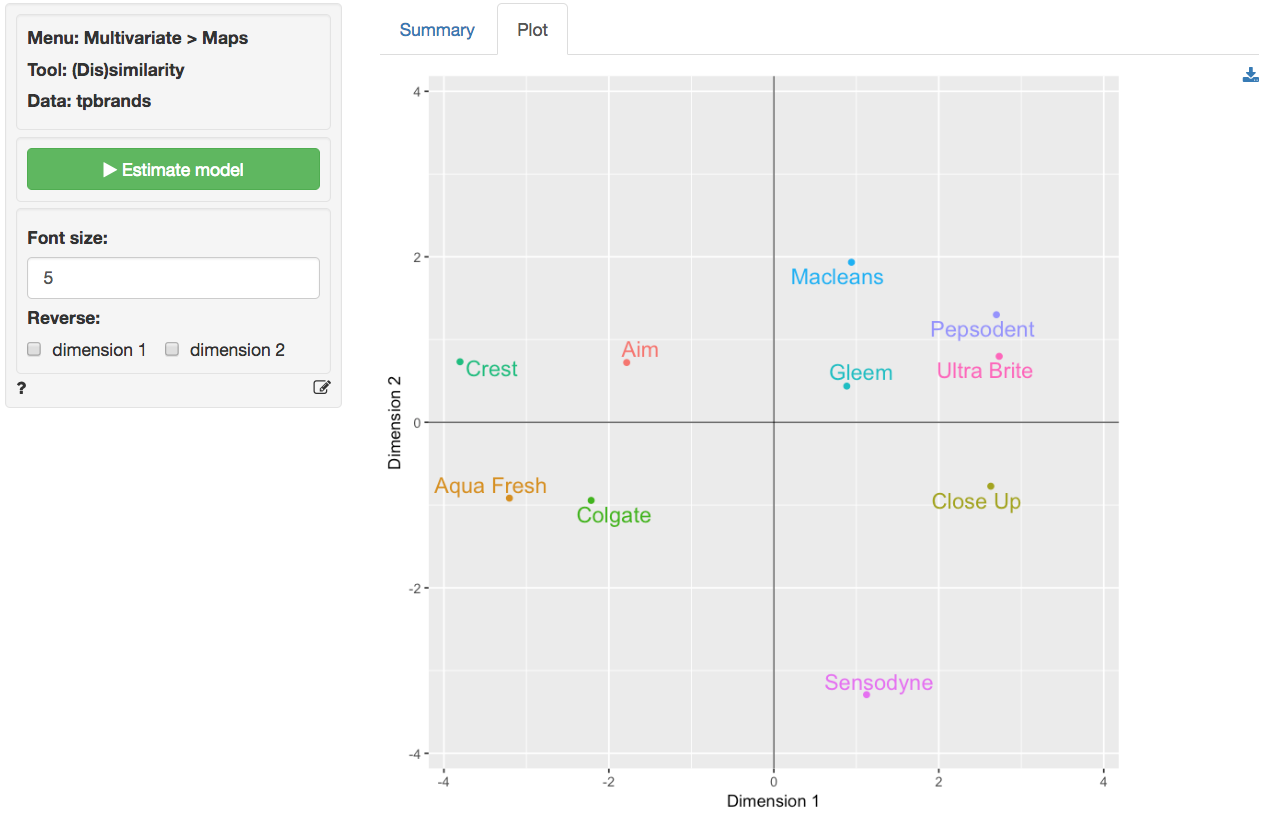 Menu: Multivariate > Maps
Tool: (Dis)similarity
Data: tpbrands
Estimate model
Font size:
5
Reverse:
dimension 1 dimension 2
?
Summary Plot
4
2
0
-2
-4
Dimension 2
Macleans
Pepsodent
Aim
Crest
Gleem
Ultra Brite
Aqua Fresh
Colgate
Close Up
Sensodyne
-4 -2 0 2 4
Dimension 1